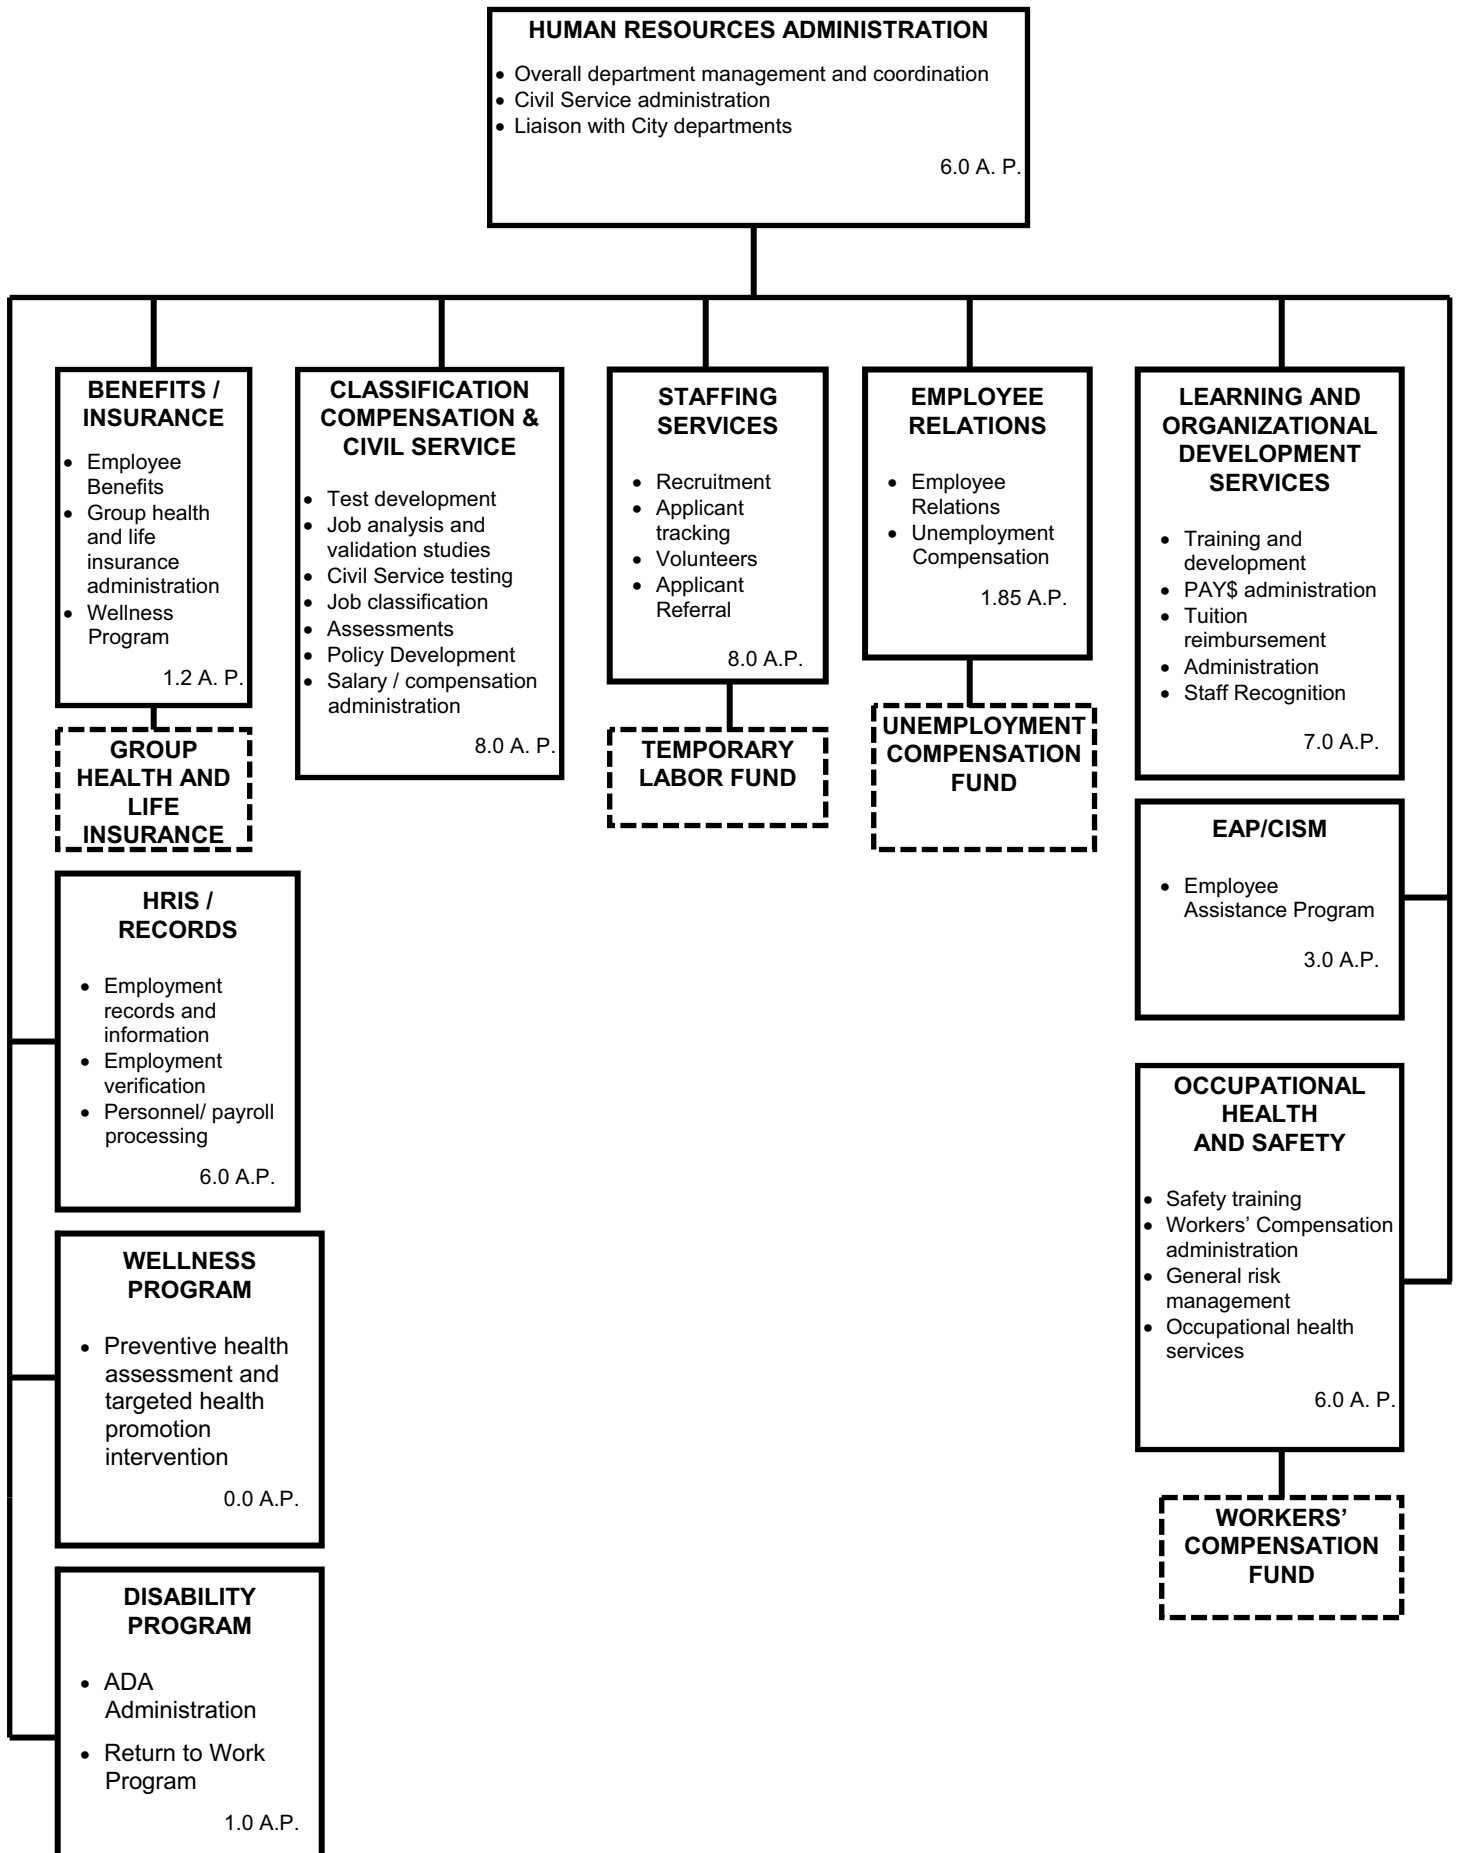 HUMAN RESOURCES ADMINISTRATION
• Overall department management and coordination
• Civil Service administration
• Liaison with City departments
6.0 A. P.
BENEFITS /
INSURANCE
• Employee
Benefits
• Group health
and life
insurance
administration
• Wellness
Program
1.2 A. P.
GROUP
HEALTH AND
LIFE
INSURANCE
CLASSIFICATION
COMPENSATION &
CIVIL SERVICE
• Test development
• Job analysis and
validation studies
• Civil Service testing
• Job classification
• Assessments
• Policy Development
• Salary / compensation
administration
8.0 A. P.
STAFFING
SERVICES
• Recruitment
• Applicant
tracking
• Volunteers
• Applicant
Referral
8.0 A.P.
TEMPORARY
LABOR FUND
EMPLOYEE
RELATIONS
• Employee
Relations
• Unemployment
Compensation
1.85 A.P.
UNEMPLOYMENT
COMPENSATION
FUND
LEARNING AND
ORGANIZATIONAL
DEVELOPMENT
SERVICES
• Training and
development
• PAY$ administration
• Tuition
reimbursement
• Administration
• Staff Recognition
7.0 A.P.
EAP/CISM
• Employee
Assistance Program
3.0 A.P.
HRIS /
RECORDS
• Employment
records and
information
• Employment
verification
• Personnel/ payroll
processing
6.0 A.P.
OCCUPATIONAL
HEALTH
AND SAFETY
• Safety training
• Workers’ Compensation
administration
• General risk
management
• Occupational health
services
6.0 A. P.
WORKERS’
COMPENSATION
FUND
WELLNESS
PROGRAM
• Preventive health
assessment and
targeted health
promotion
intervention
0.0 A.P.
DISABILITY
PROGRAM
• ADA
Administration
• Return to Work
Program
1.0 A.P.